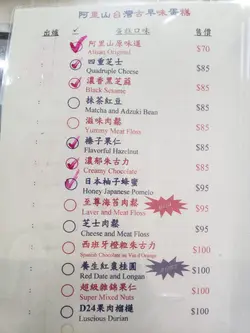 阿里山台灣古早味蛋糕
出爐 ✓ 蛋糕口味 售價
阿里山原味道 $70
Alisan Original
四重芝士 $85
Quadruple Cheese
濃香黑芝麻 $85
Black Sesame
抹茶紅豆 $85
Matcha and Adzuki Bean
滋味肉鬆 $85
Yummy Meat Floss
榛子果仁 $85
Flavorful Hazelnut
濃郁朱古力 $85
Creamy Chocolate
日本柚子蜂蜜 $95
Honey Japanese Pomelo
至尊海苔肉鬆 $95
Laver and Meat Floss
芝士肉鬆 $95
Cheese and Meat Floss
西班牙橙粒朱古力 $100
Spanish Chocolate
養生紅棗桂圓 $100
Red Date and Longan
超級雜錦果仁 $100
Super Mixed Nuts
D24果肉榴槤 $100
Luscious Durian